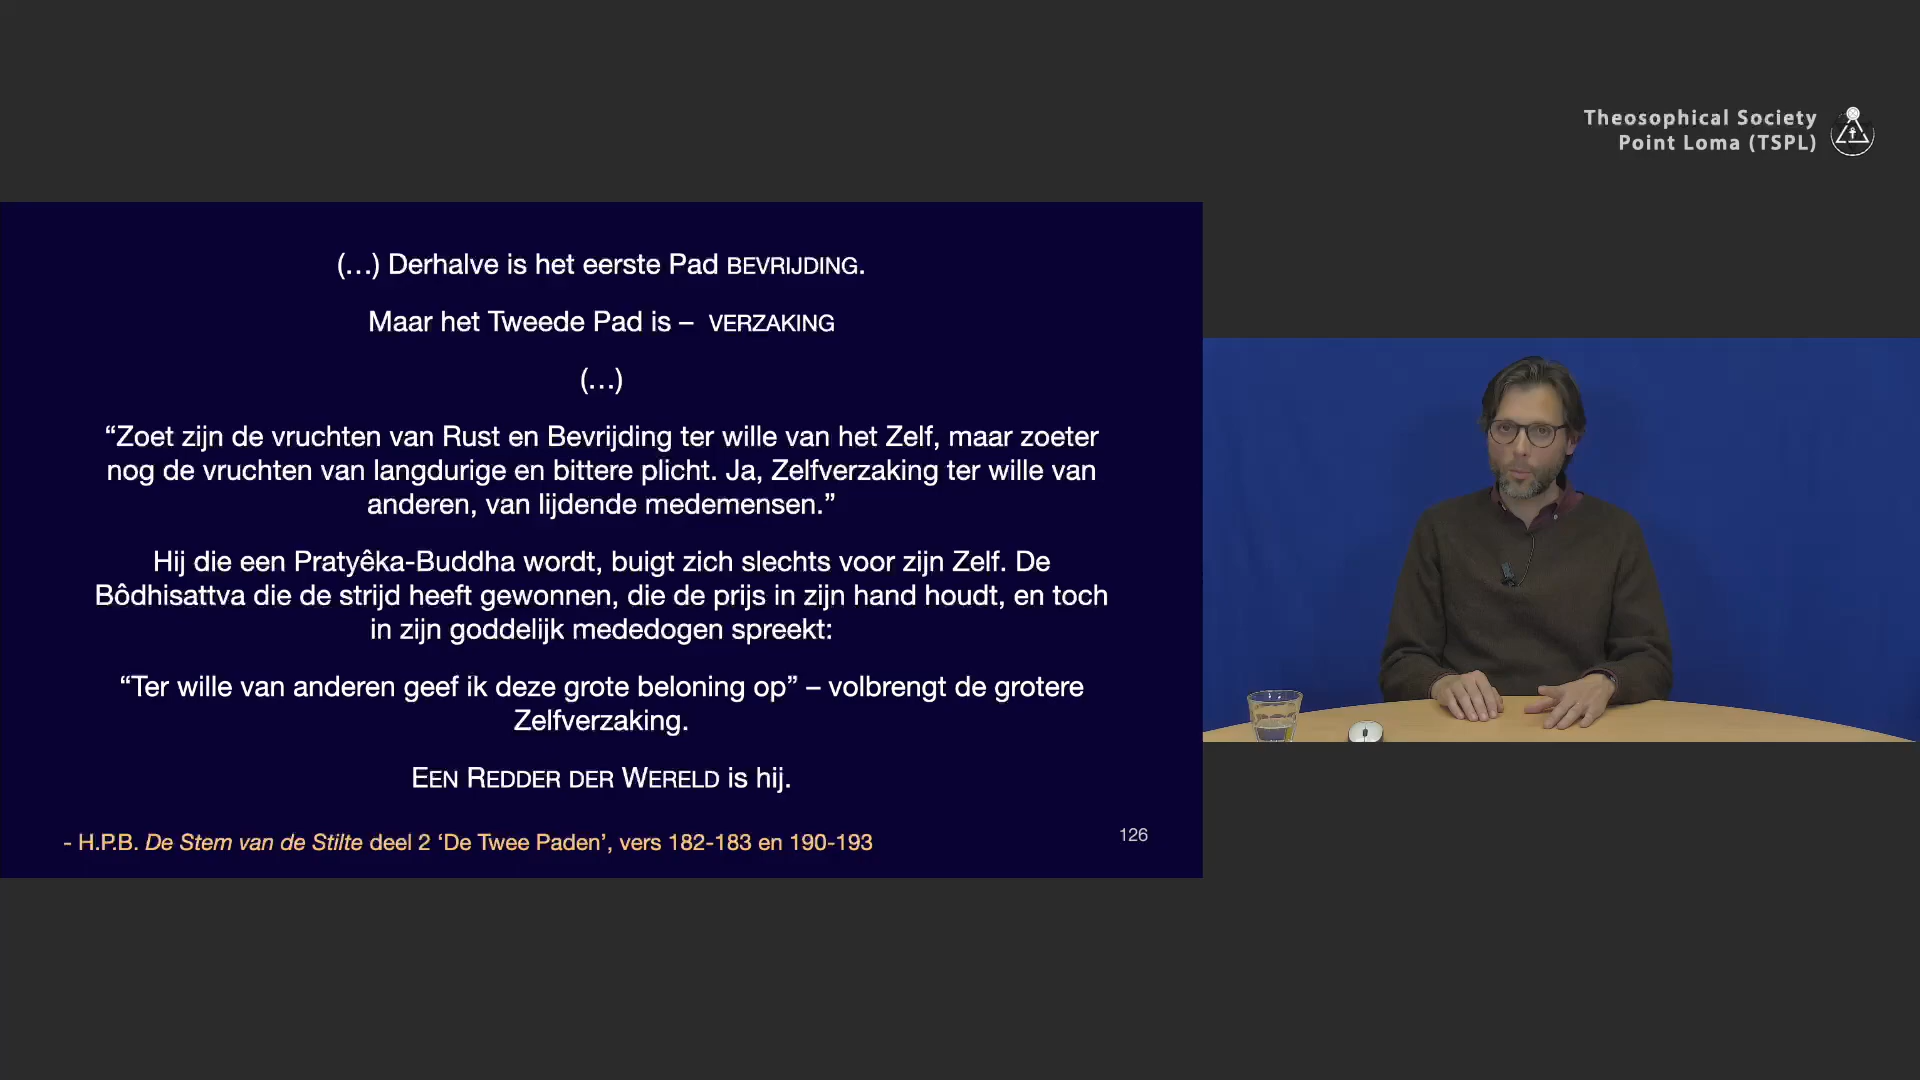 Theosophical Society
Point Loma (TSPL)
(…) Derhalve is het eerste Pad BEVRIJDING.
Maar het Tweede Pad is – VERZAKING
(…)
“Zoet zijn de vruchten van Rust en Bevrijding ter wille van het Zelf, maar zoeter
nog de vruchten van langdurige en bittere plicht. Ja, Zelfverzaking ter wille van
anderen, van lijdende medemensen.”
Hij die een Pratyêka-Buddha wordt, buigt zich slechts voor zijn Zelf. De
Bôdhisattva die de strijd heeft gewonnen, die de prijs in zijn hand houdt, en toch
in zijn goddelijk mededogen spreekt:
“Ter wille van anderen geef ik deze grote beloning op” – volbrengt de grotere
Zelfverzaking.
EEN REDDER DER WERELD is hij.
- H.P.B. De Stem van de Stilte deel 2 ‘De Twee Paden’, vers 182-183 en 190-193
126